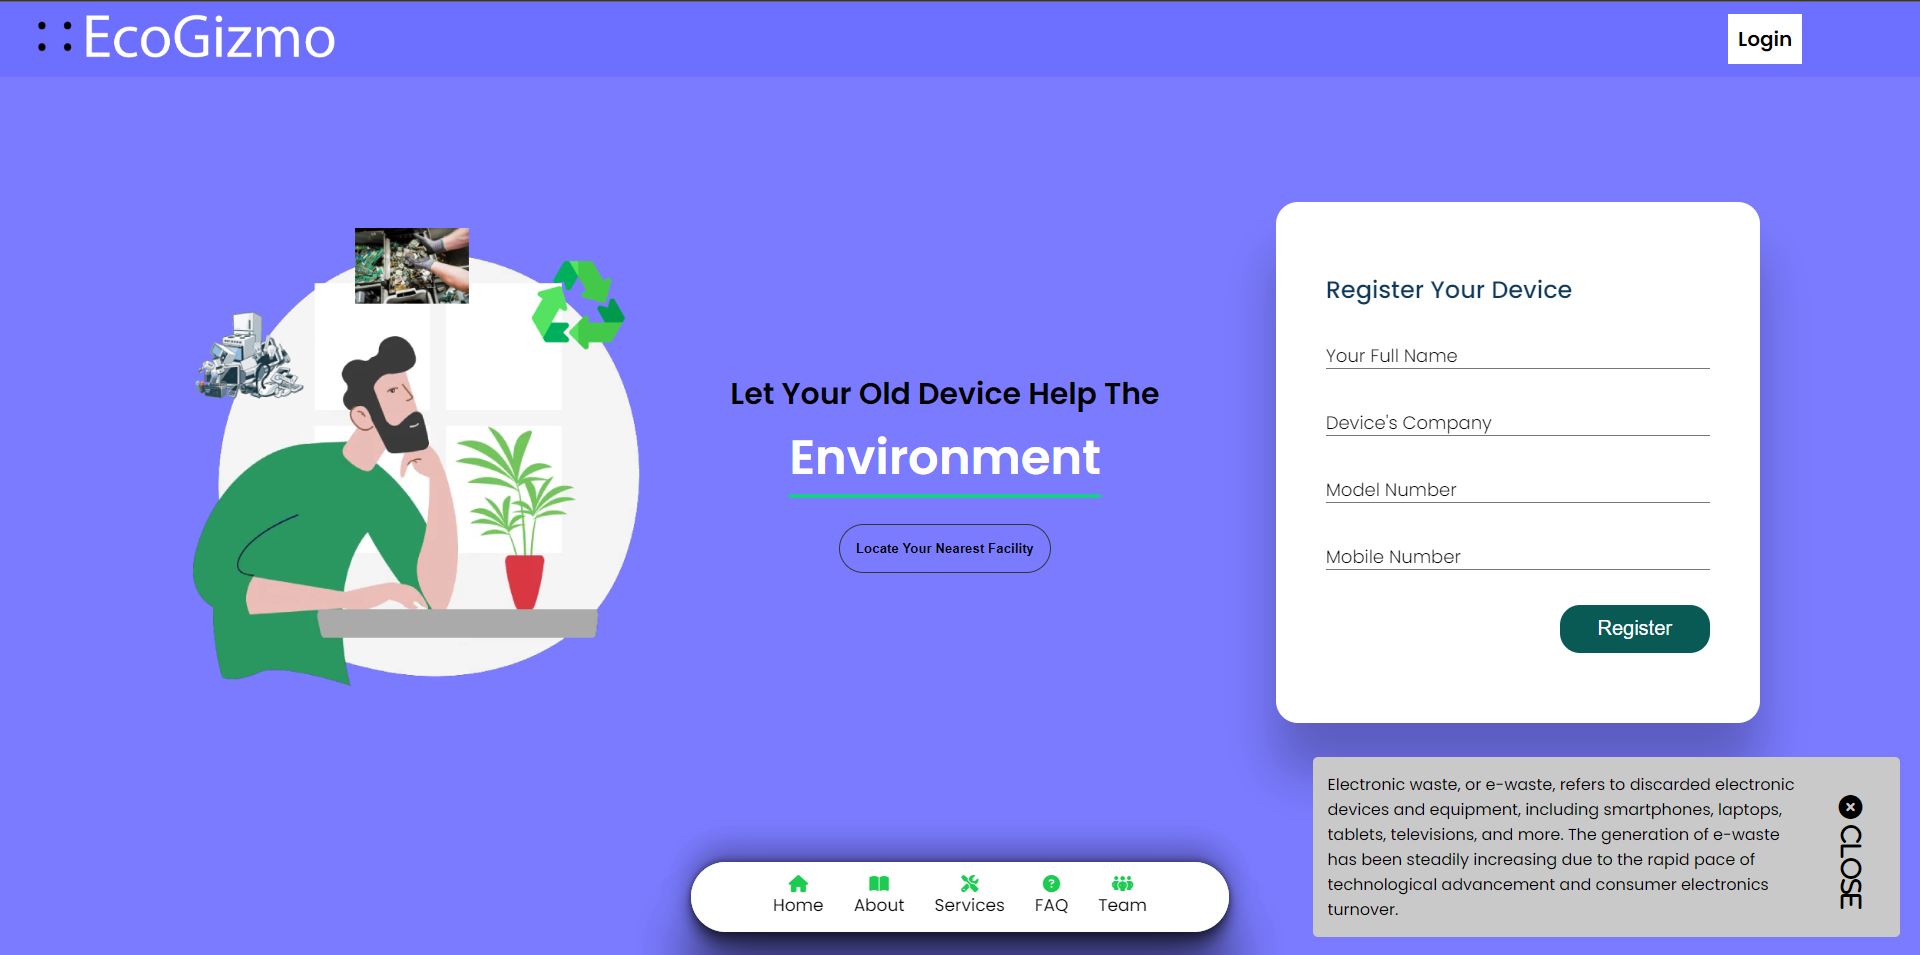 EcoGizmo
Login
Let Your Old Device Help The
Environment
Locate Your Nearest Facility
Register Your Device
Your Full Name
Device's Company
Model Number
Mobile Number
Register
Electronic waste, or e-waste, refers to discarded electronic
devices and equipment, including smartphones, laptops,
tablets, televisions, and more. The generation of e-waste
has been steadily increasing due to the rapid pace of
technological advancement and consumer electronics
turnover.
CLOSE
Home
About
Services
FAQ
Team